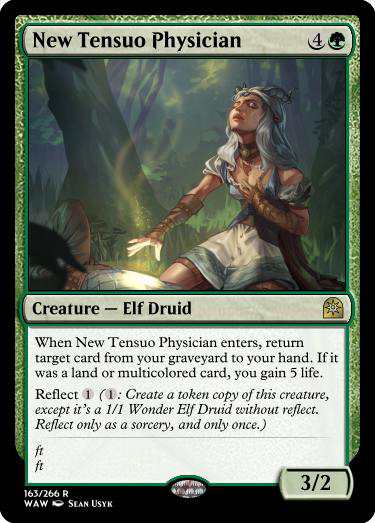 New Tensuo Physician 4
Creature — Elf Druid
When New Tensuo Physician enters, return
target card from your graveyard to your hand. If it
was a land or multicolored card, you gain 5 life.
Reflect 1 (1: Create a token copy of this creature,
except it's a 1/1 Wonder Elf Druid without reflect.
Reflect only as a sorcery, and only once.)
ft
ft
3/2
163/266 R
WAW Sean Usyk